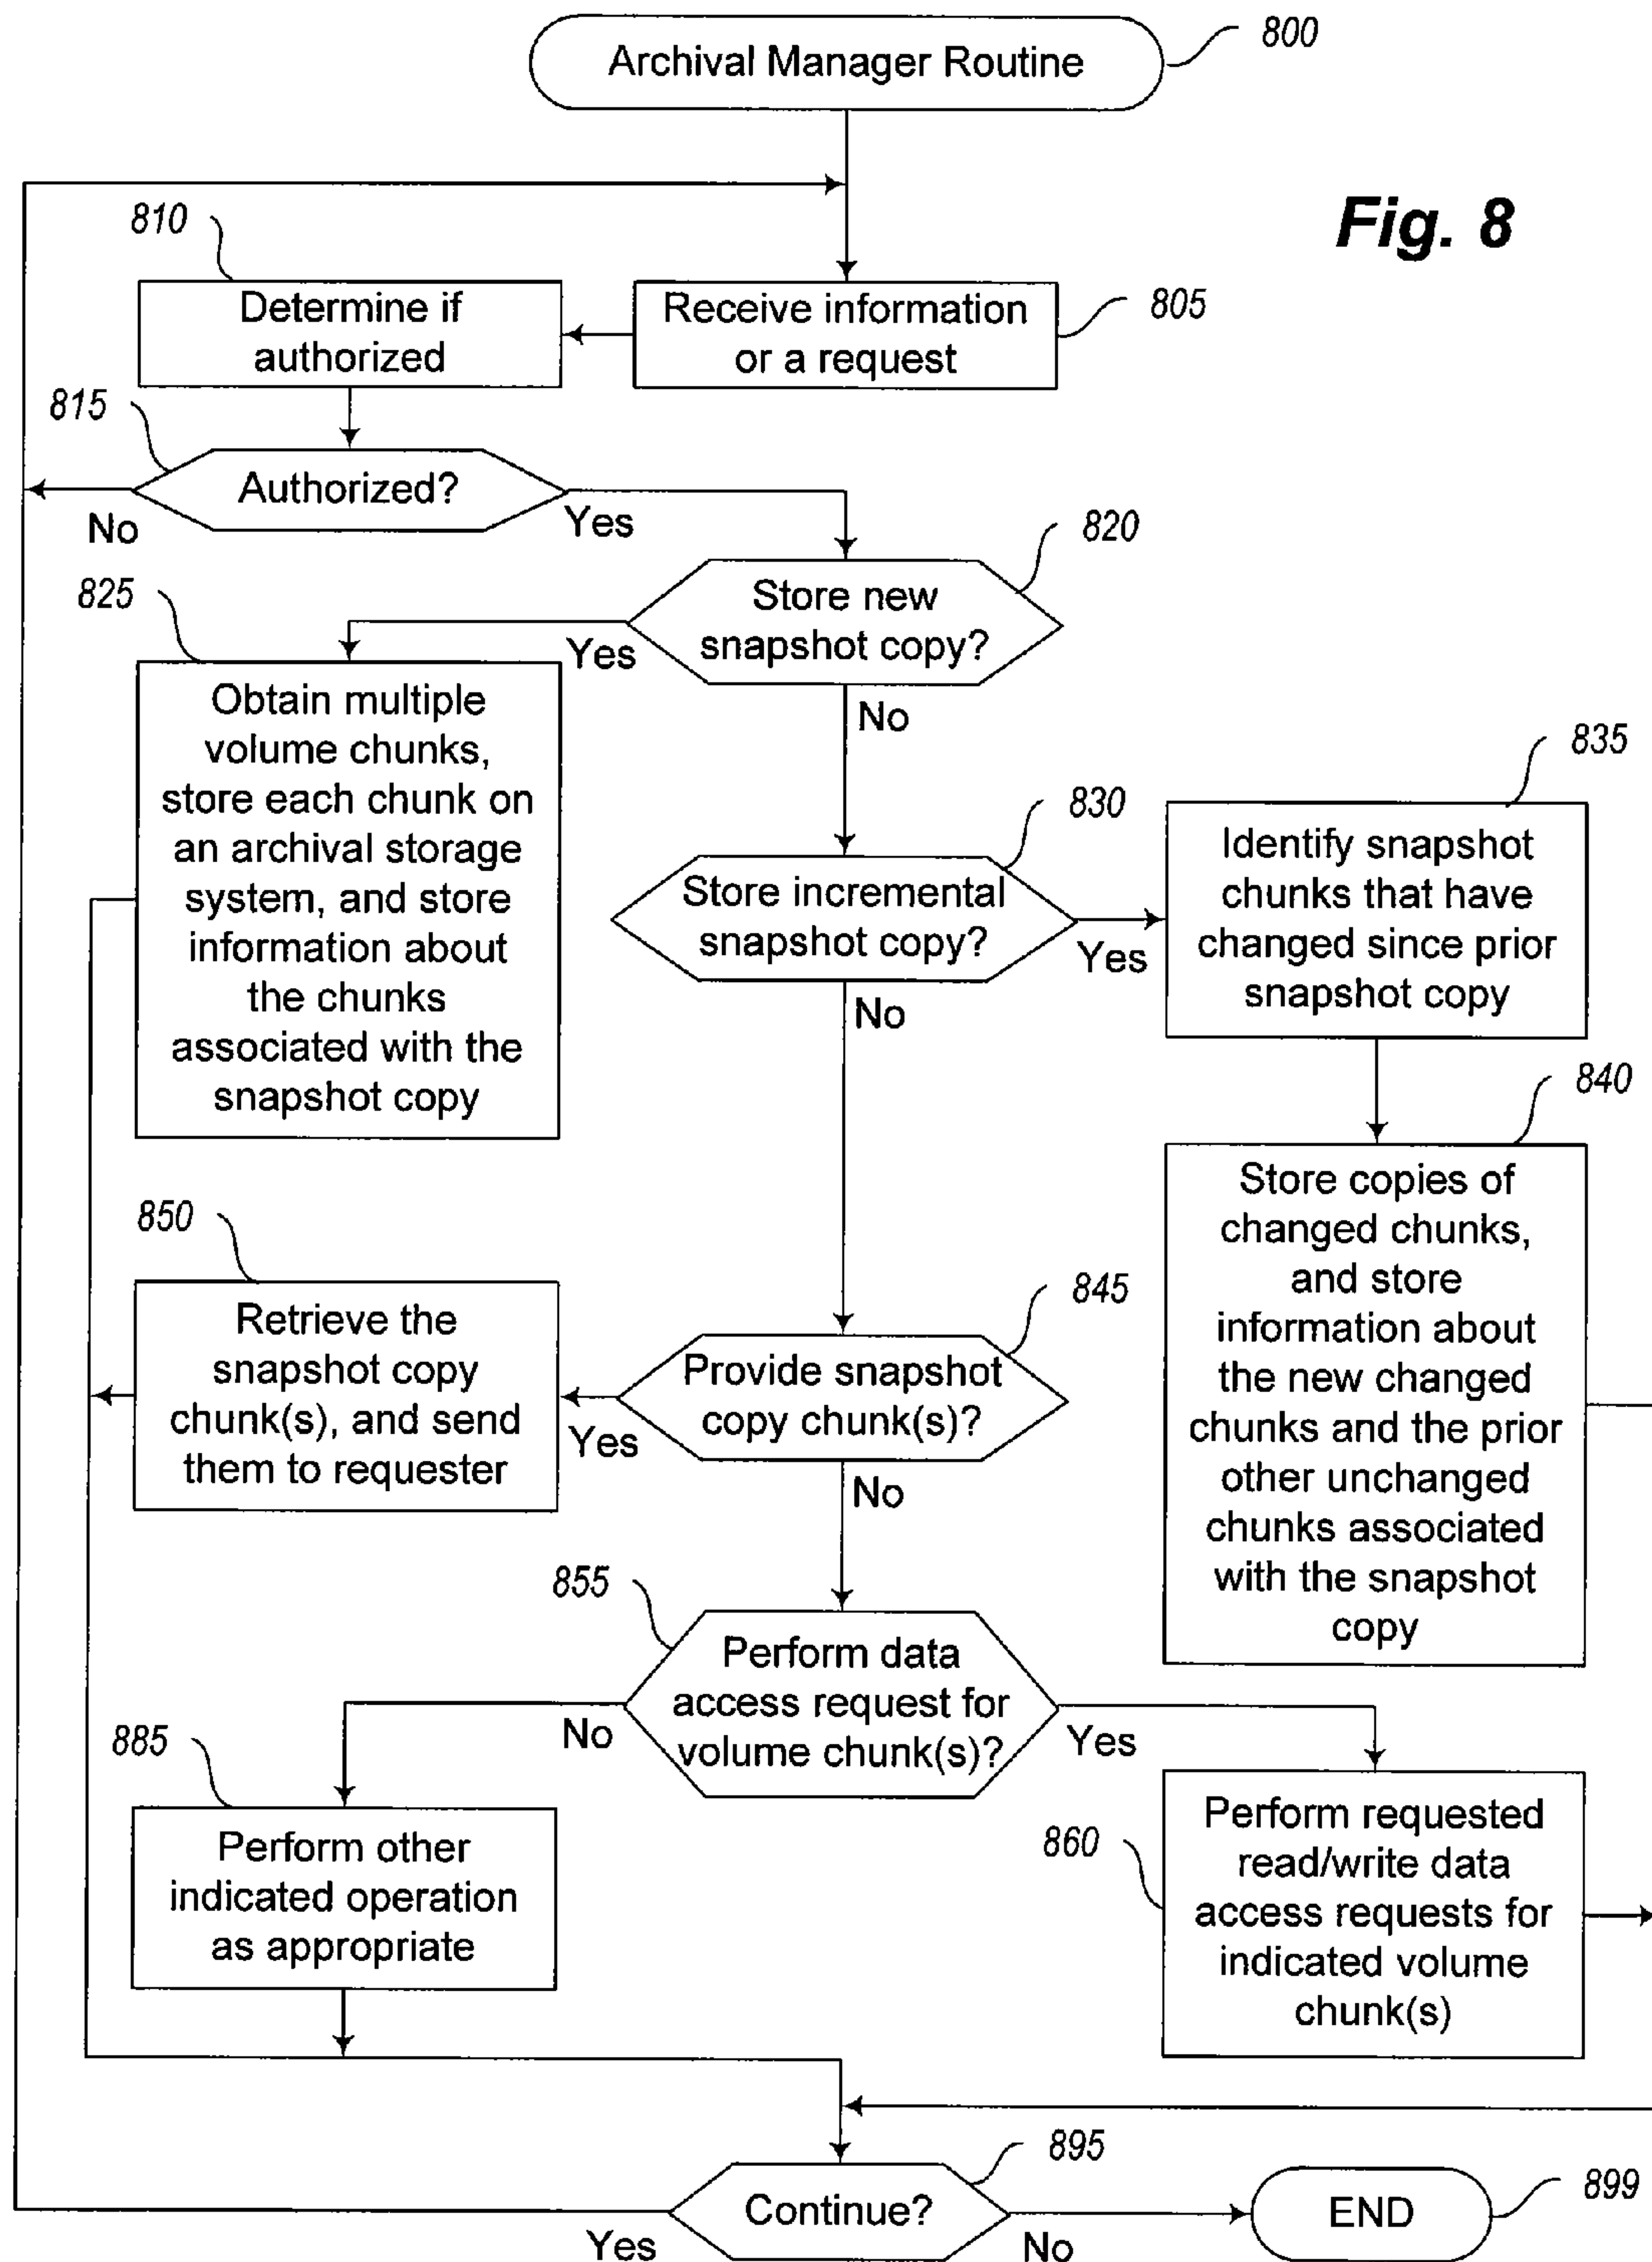 Archival Manager Routine
800
Fig. 8
810
Determine if
authorized
Receive information
or a request
805
815
Authorized?
No
Yes
820
Store new
snapshot copy?
Yes
No
825
Obtain multiple
volume chunks,
store each chunk on
an archival storage
system, and store
information about
the chunks
associated with the
snapshot copy
830
Store incremental
snapshot copy?
Yes
No
835
Identify snapshot
chunks that have
changed since prior
snapshot copy
840
Store copies of
changed chunks,
and store
information about
the new changed
chunks and the prior
other unchanged
chunks associated
with the snapshot
copy
845
Provide snapshot
copy chunk(s)?
Yes
No
850
Retrieve the
snapshot copy
chunk(s), and send
them to requester
855
Perform data
access request for
volume chunk(s)?
No
Yes
885
Perform other
indicated operation
as appropriate
860
Perform requested
read/write data
access requests for
indicated volume
chunk(s)
895
Continue?
Yes
No
END
899